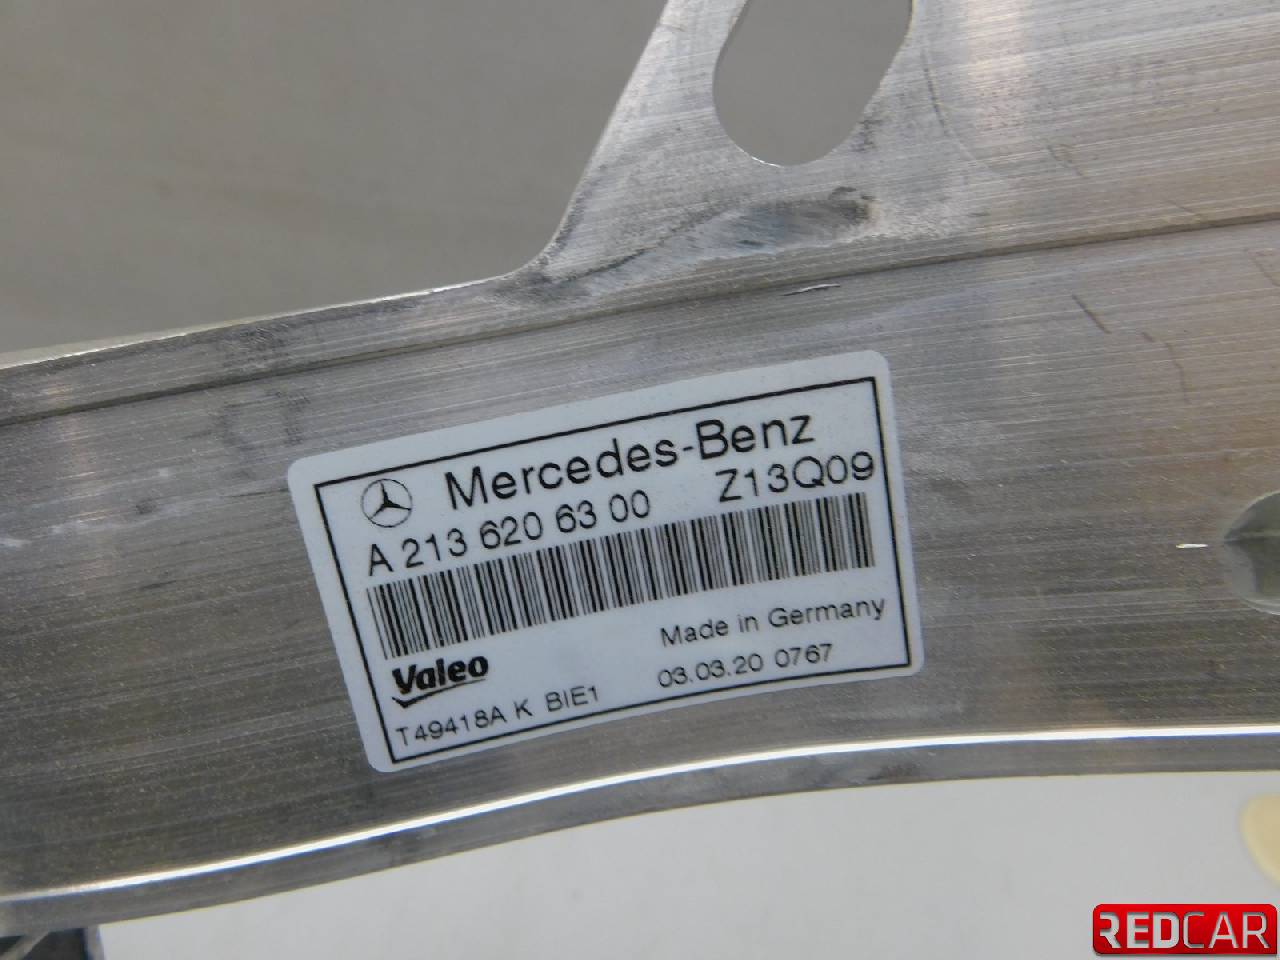 Mercedes-Benz
A 213 620 63 00 Z13Q09
Made in Germany
Valeo
03.03.20 0767
T49418A K BIE1
REDCAR